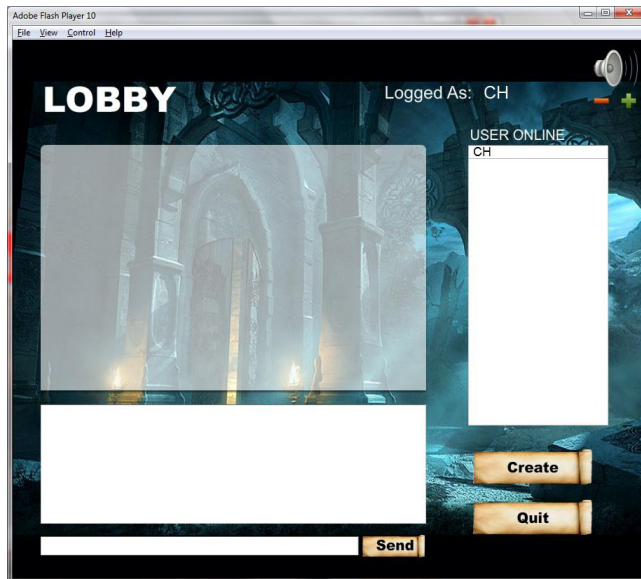 Adobe Flash Player 10
File View Control Help
LOBBY
Logged As: CH
USER ONLINE
CH
Create
Quit
Send